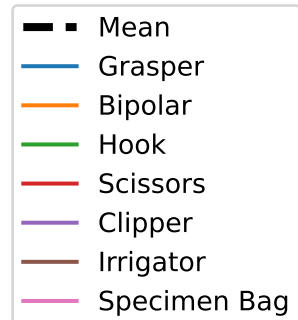 Mean
Grasper
Bipolar
Hook
Scissors
Clipper
Irrigator
Specimen Bag